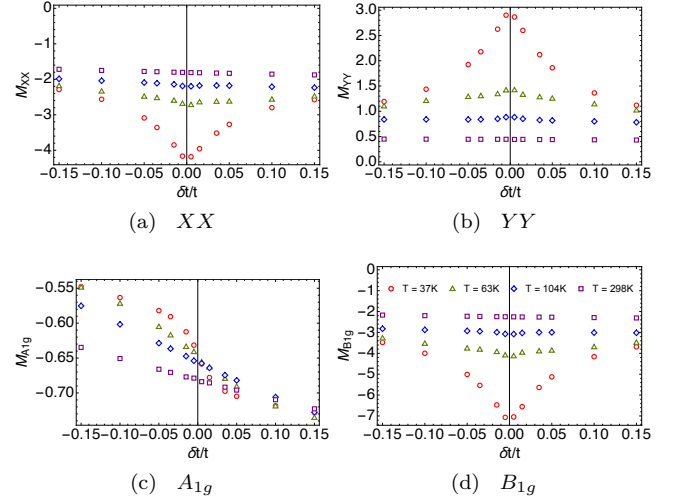 0
−1
−2
−3
−4
M_XX
−0.15 −0.10 −0.05 0.00 0.05 0.10 0.15
δt/t
(a) XX
3.0
2.5
2.0
1.5
1.0
0.5
0.0
M_YY
−0.15 −0.10 −0.05 0.00 0.05 0.10 0.15
δt/t
(b) YY
−0.55
−0.60
−0.65
−0.70
M_A1g
−0.15 −0.10 −0.05 0.00 0.05 0.10 0.15
δt/t
(c) A_1g
0
−1
T = 37K T = 63K T = 104K T = 298K
−2
−3
−4
−5
−6
−7
M_B1g
−0.15 −0.10 −0.05 0.00 0.05 0.10 0.15
δt/t
(d) B_1g